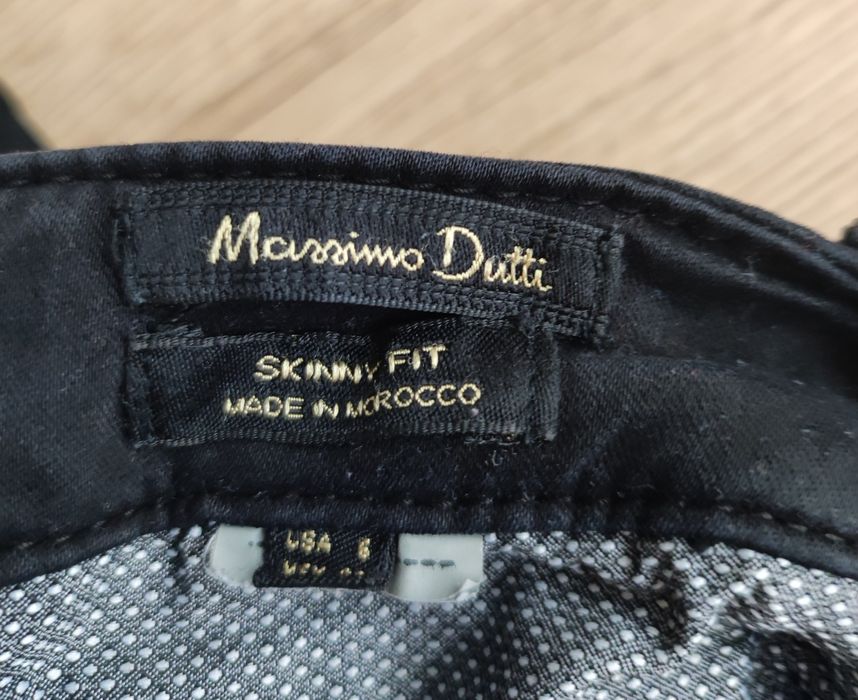 Massimo Dutti
SKINNY FIT
MADE IN MOROCCO
USA 6